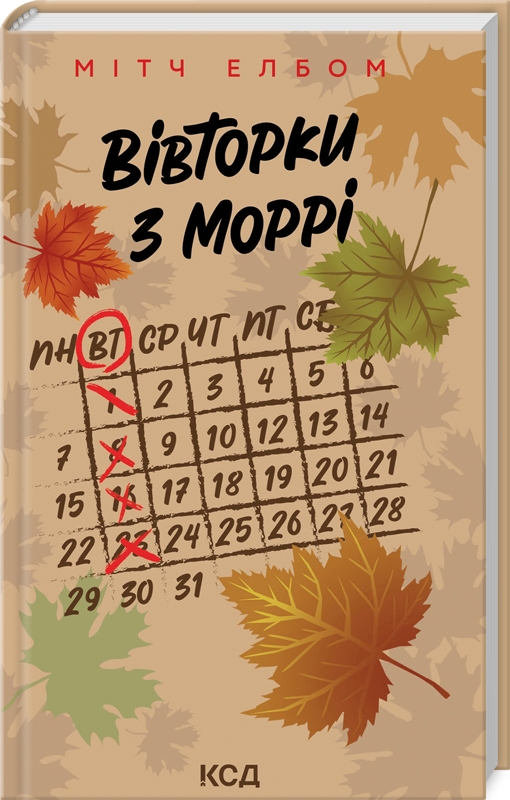 МІТЧ ЕЛБОМ
ВІВТОРКИ
З МОРРІ
ПН ВТ СР ЧТ ПТ СБ
1 2 3 4 5 6
7 8 9 10 12 13 14
15 16 17 18 19 20 21
22 23 24 25 26 27 28
29 30 31
КСД